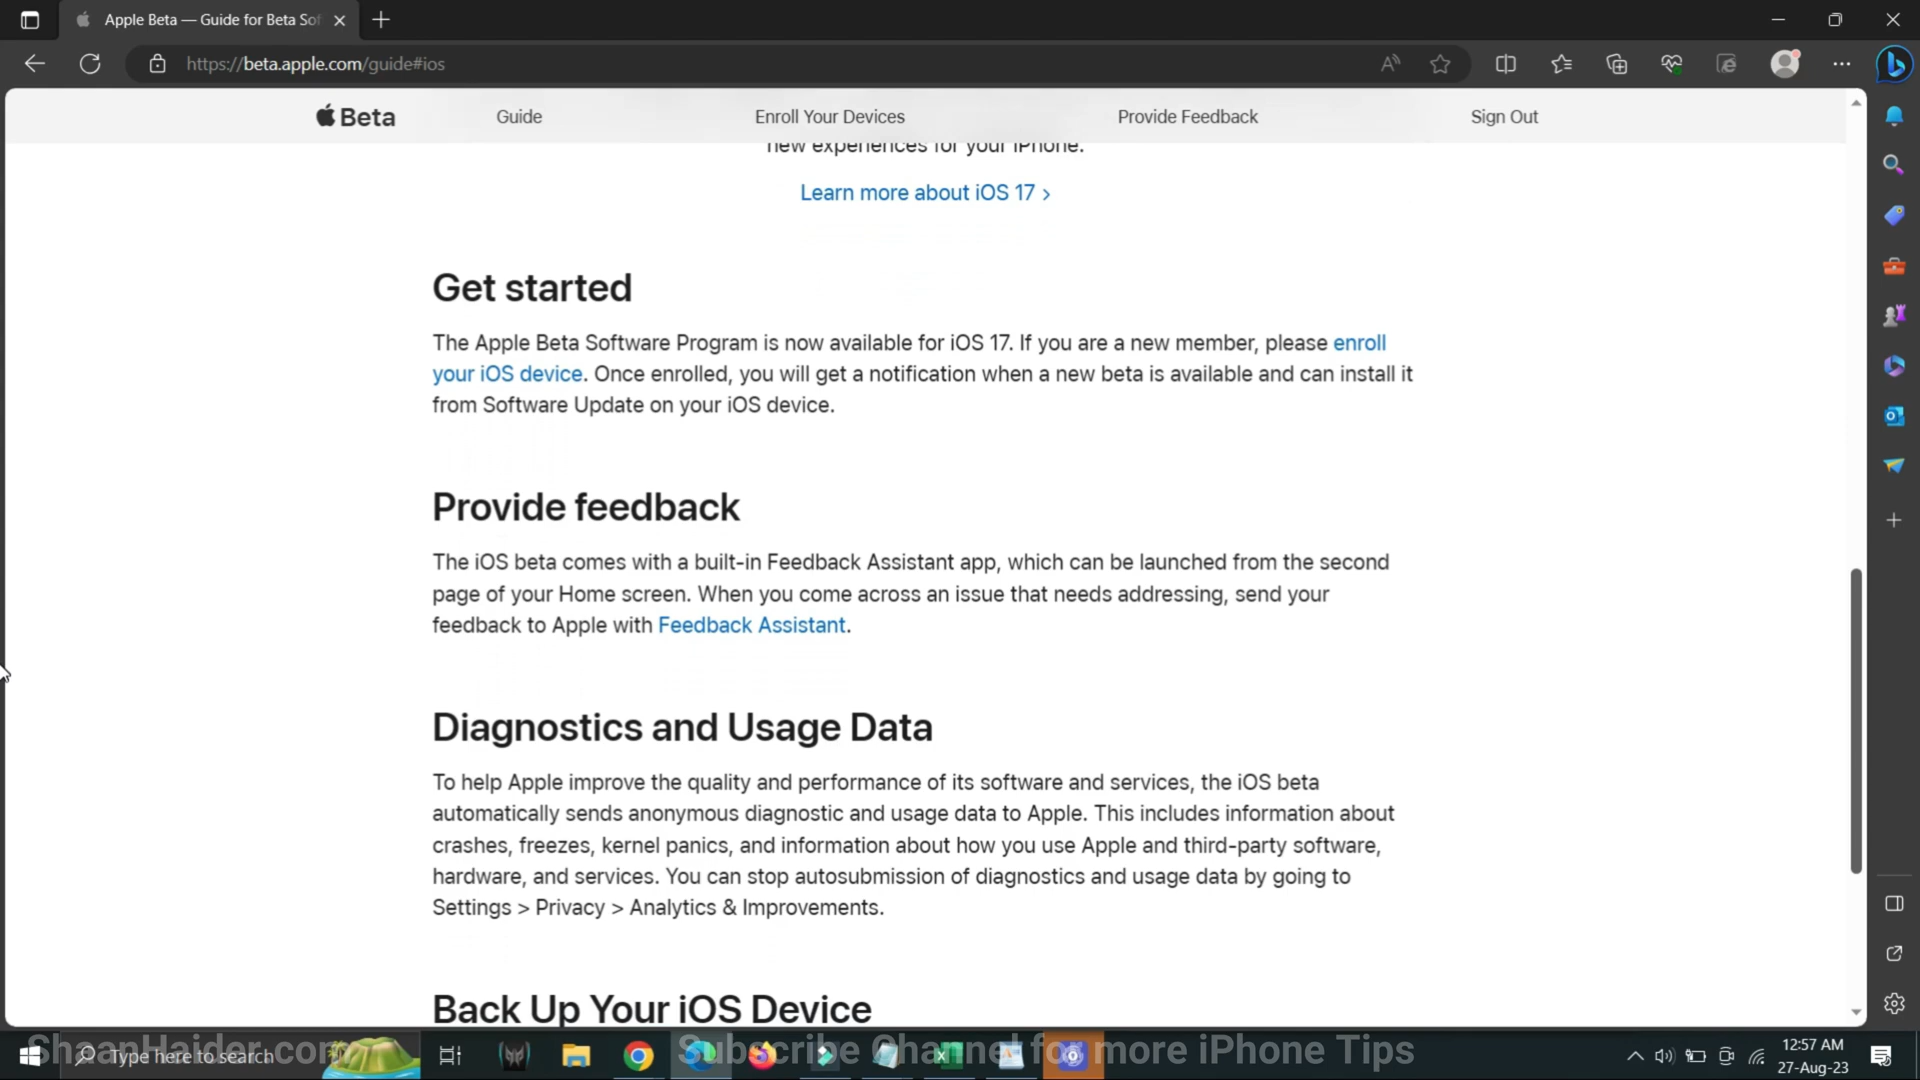 Apple Beta — Guide for Beta Sof
https://beta.apple.com/guide#ios
Beta
Guide
Enroll Your Devices
Provide Feedback
Sign Out
new experiences for your iPhone.
Learn more about iOS 17 >
Get started
The Apple Beta Software Program is now available for iOS 17. If you are a new member, please enroll
your iOS device. Once enrolled, you will get a notification when a new beta is available and can install it
from Software Update on your iOS device.
Provide feedback
The iOS beta comes with a built-in Feedback Assistant app, which can be launched from the second
page of your Home screen. When you come across an issue that needs addressing, send your
feedback to Apple with Feedback Assistant.
Diagnostics and Usage Data
To help Apple improve the quality and performance of its software and services, the iOS beta
automatically sends anonymous diagnostic and usage data to Apple. This includes information about
crashes, freezes, kernel panics, and information about how you use Apple and third-party software,
hardware, and services. You can stop autosubmission of diagnostics and usage data by going to
Settings > Privacy > Analytics & Improvements.
Back Up Your iOS Device
ShaanHaider.com
Type here to search
Subscribe Channel for more iPhone Tips
12:57 AM
27-Aug-23